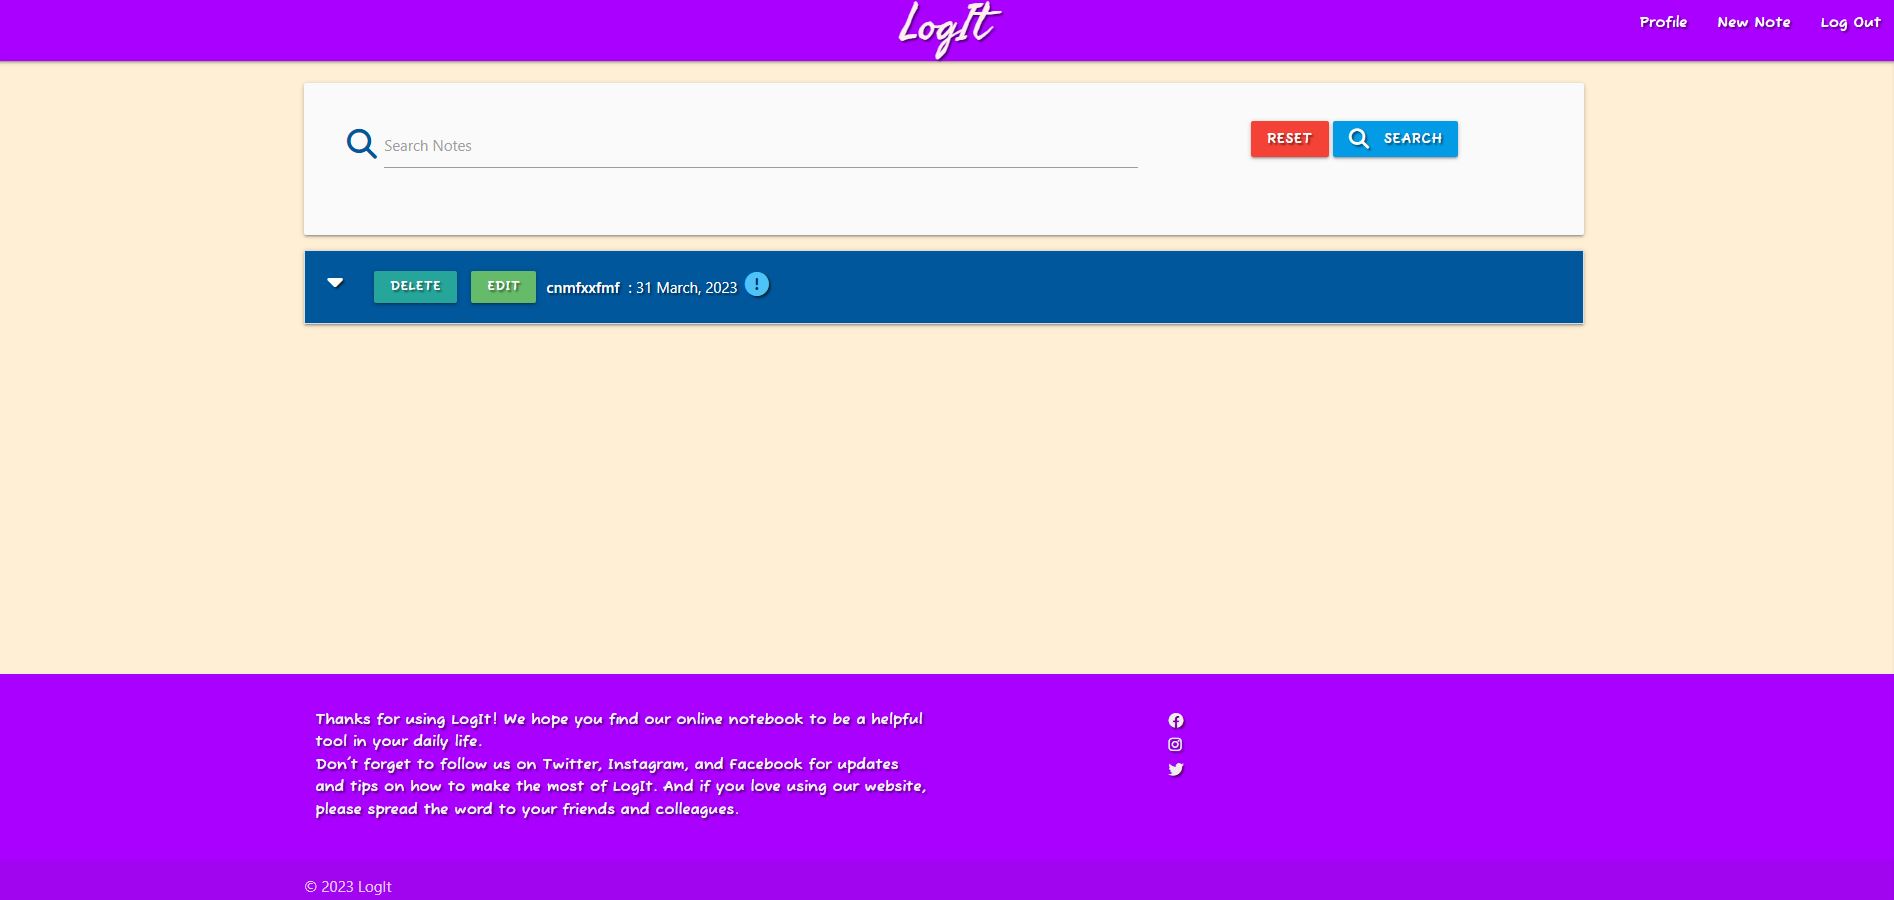 LogIt
Profile New Note Log Out
Search Notes
RESET
SEARCH
DELETE EDIT cnmfxxfmf : 31 March, 2023
Thanks for using LogIt! We hope you find our online notebook to be a helpful
tool in your daily life.
Don't forget to follow us on Twitter, Instagram, and Facebook for updates
and tips on how to make the most of LogIt. And if you love using our website,
please spread the word to your friends and colleagues.
© 2023 LogIt